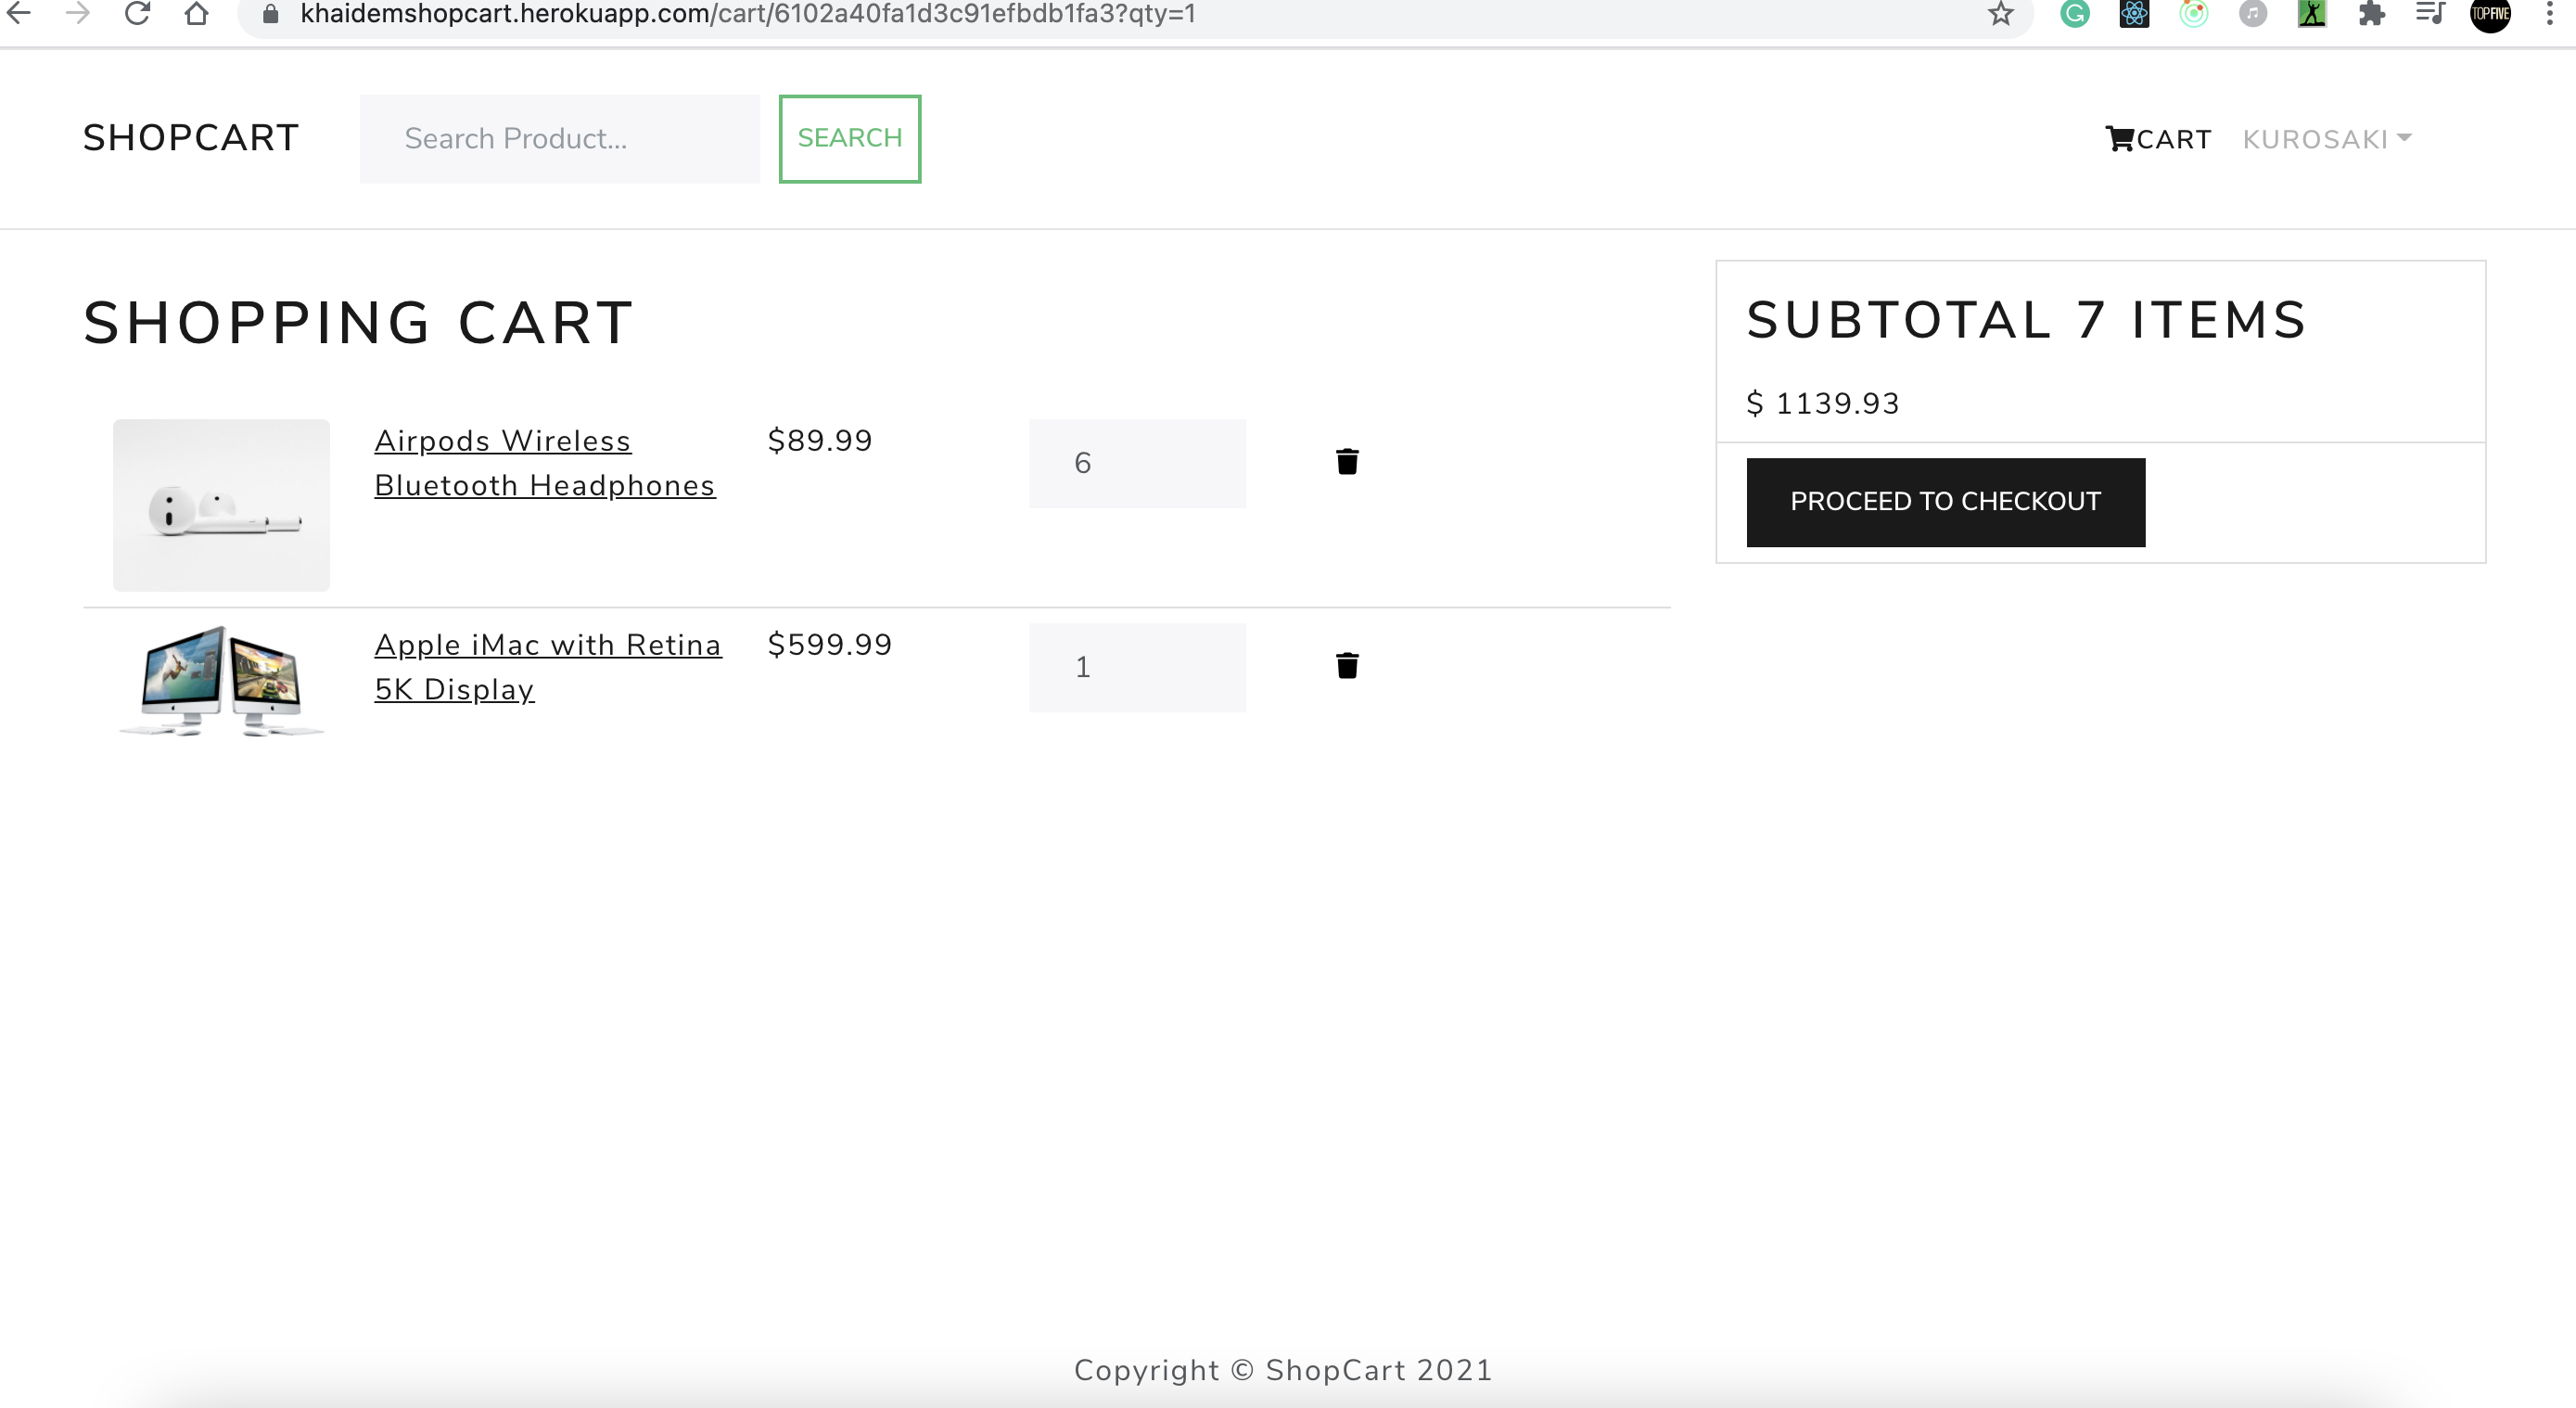 khaidemshopcart.herokuapp.com/cart/6102a40fa1d3c91efbdb1fa3?qty=1
TOPFIVE
SHOPCART
Search Product...
SEARCH
CART
KUROSAKI
SHOPPING CART
Airpods Wireless
Bluetooth Headphones
$89.99
6
Apple iMac with Retina
5K Display
$599.99
1
SUBTOTAL 7 ITEMS
$ 1139.93
PROCEED TO CHECKOUT
Copyright © ShopCart 2021